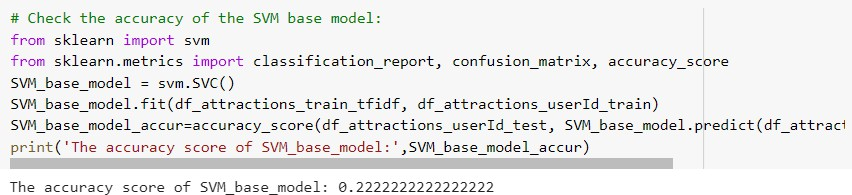 # Check the accuracy of the SVM base model:
from sklearn import svm
from sklearn.metrics import classification_report, confusion_matrix, accuracy_score
SVM_base_model = svm.SVC()
SVM_base_model.fit(df_attractions_train_tfidf, df_attractions_userId_train)
SVM_base_model_accur=accuracy_score(df_attractions_userId_test, SVM_base_model.predict(df_attract
print('The accuracy score of SVM_base_model:',SVM_base_model_accur)
The accuracy score of SVM_base_model: 0.2222222222222222